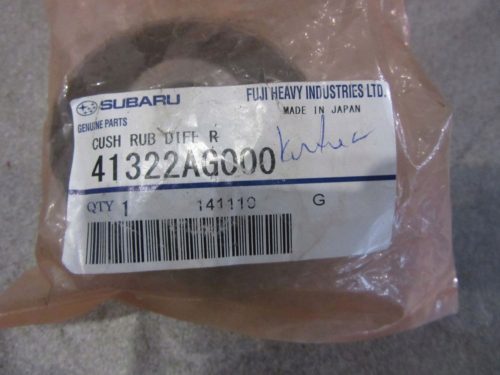 SUBARU
FUJI HEAVY INDUSTRIES LTD.
GENUINE PARTS
MADE IN JAPAN
CUSH RUB DIFF R
41322AG000
QTY 1 141110 G